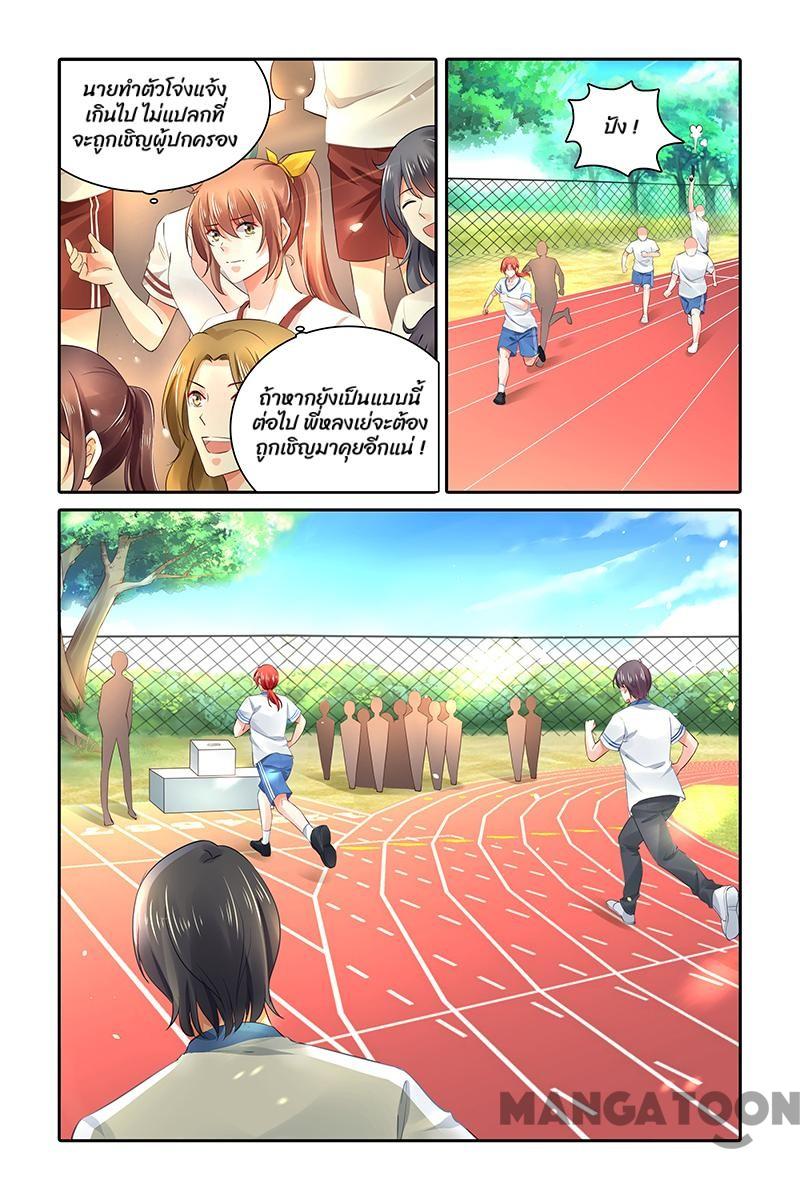 นายทำตัวโจ่งแจ้ง
เกินไป ไม่แปลกที่
จะถูกเชิญผู้ปกครอง
ปัง !
ถ้าหากยังเป็นแบบนี้
ต่อไป พี่หลงเย่จะต้อง
ถูกเชิญมาคุยอีกแน่ !
MANGATOON